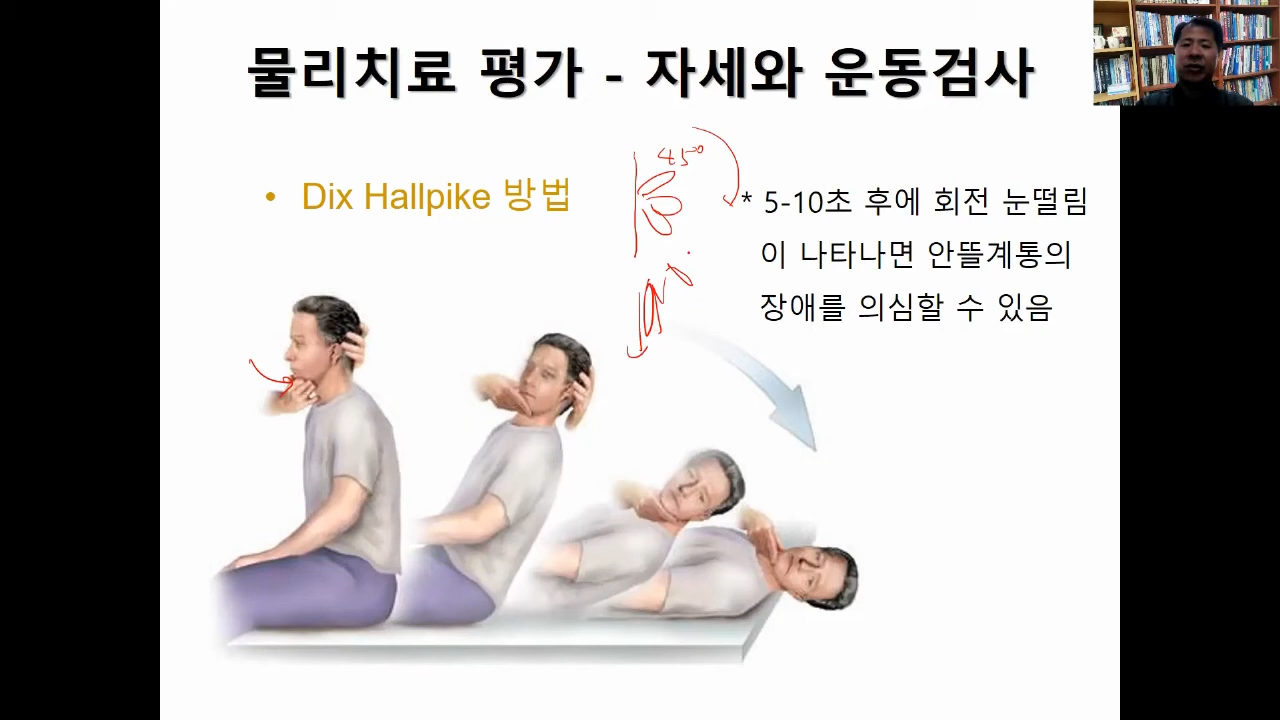 물리치료 평가 - 자세와 운동검사
• Dix Hallpike 방법
45°
* 5-10초 후에 회전 눈떨림
이 나타나면 안뜰계통의
장애를 의심할 수 있음